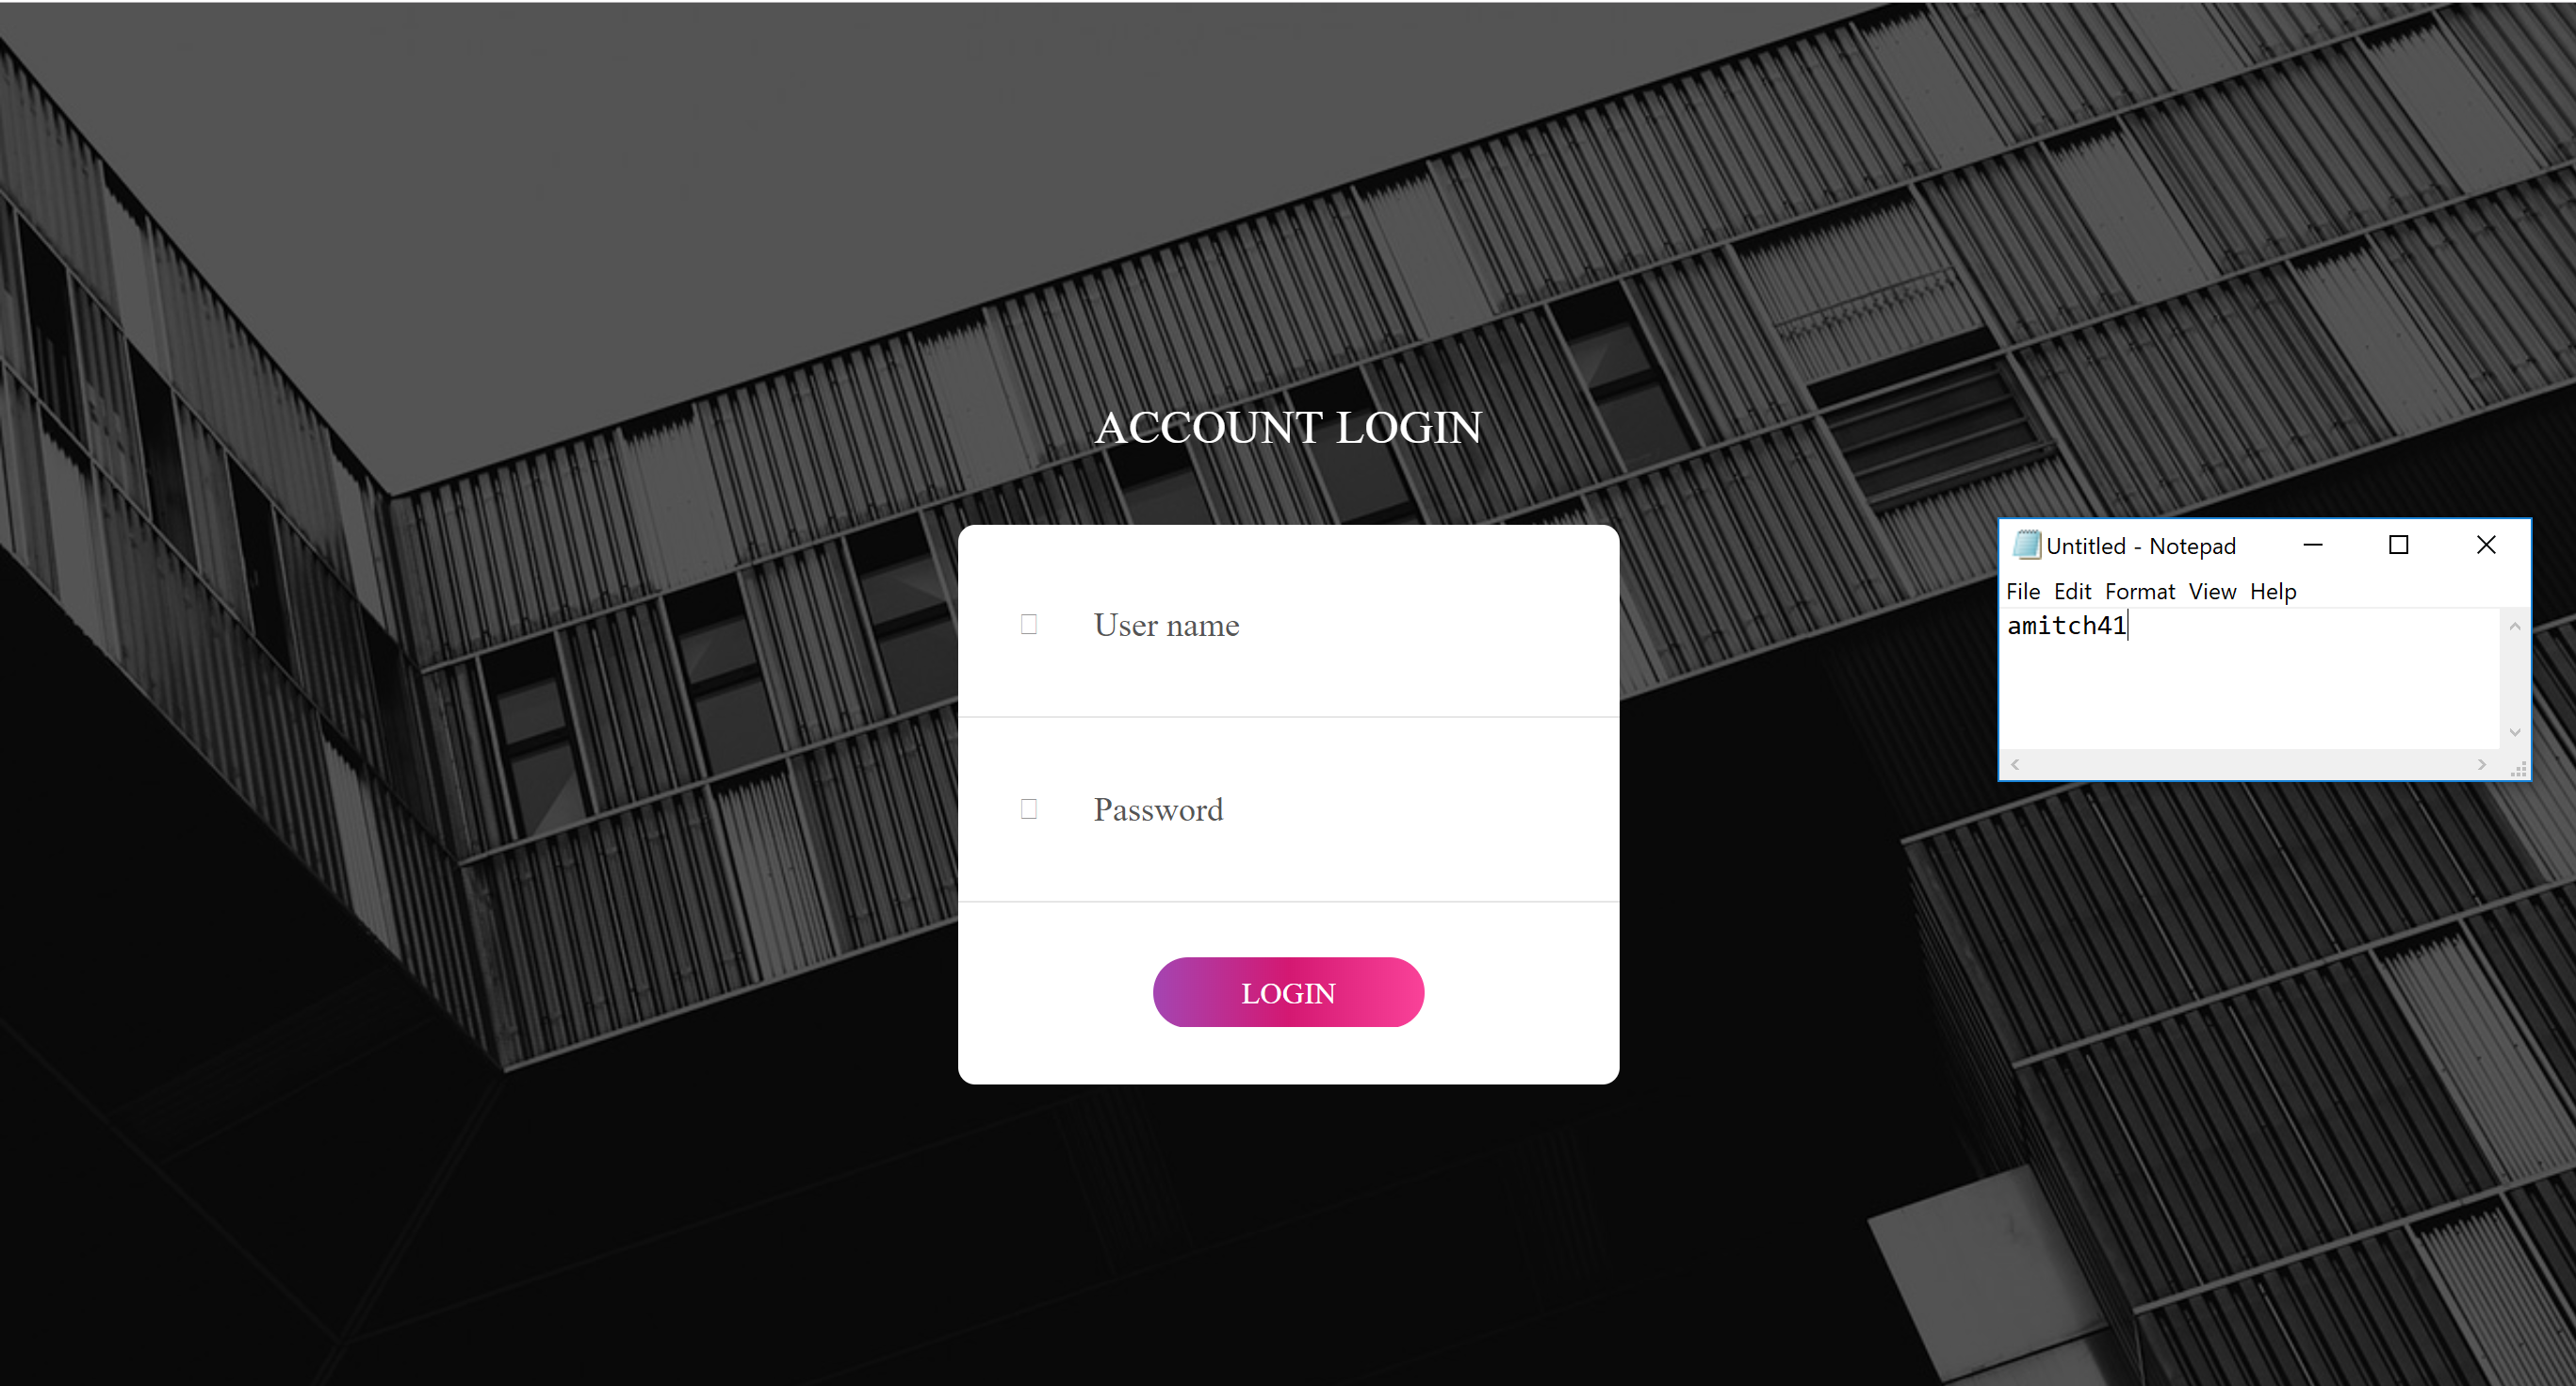 ACCOUNT LOGIN
User name
Password
LOGIN
Untitled - Notepad
File Edit Format View Help
amitch41